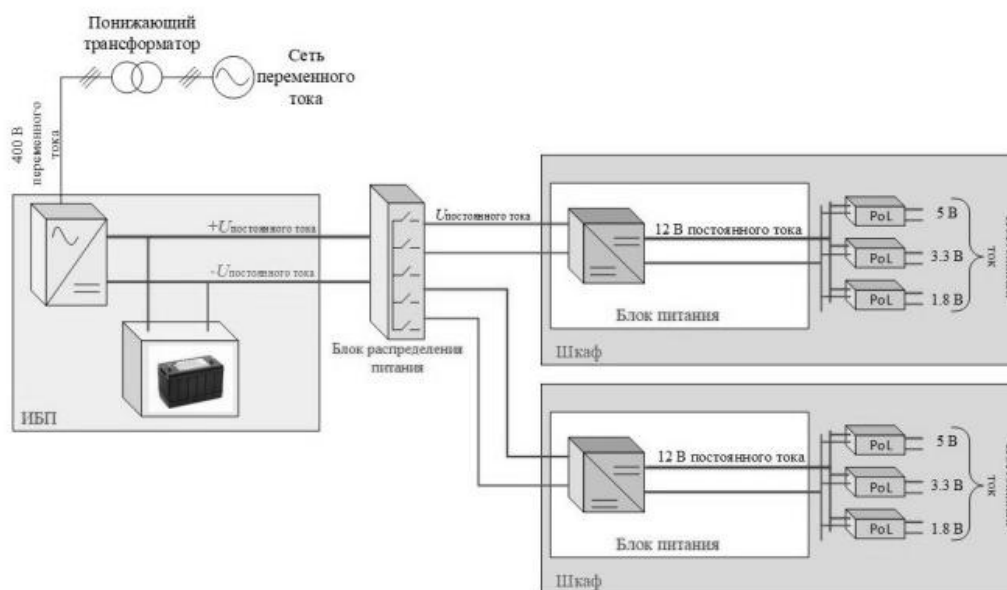 Понижающий
трансформатор
Сеть
переменного
тока
400 В
переменного
тока
+Uпостоянного тока
-Uпостоянного тока
ИБП
Блок распределения
питания
Uпостоянного тока
12 В постоянного тока
Блок питания
Шкаф
PoL
5 В
PoL
3.3 В
PoL
1.8 В
ток
12 В постоянного тока
Блок питания
Шкаф
PoL
5 В
PoL
3.3 В
PoL
1.8 В
ток